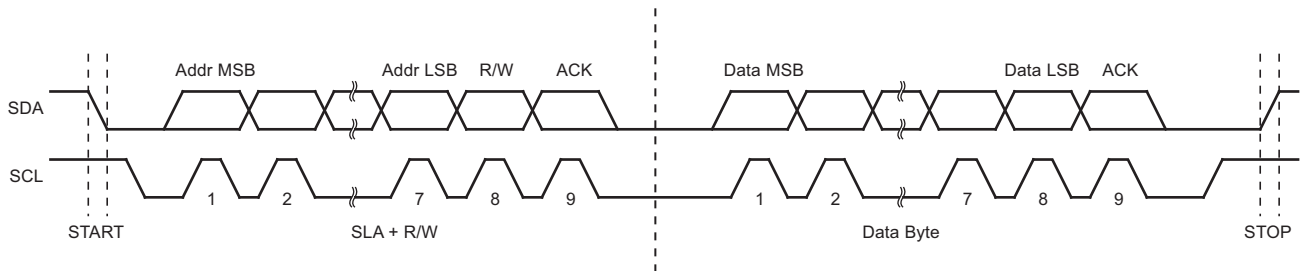 Addr MSB Addr LSB R/W ACK Data MSB Data LSB ACK
SDA
SCL
1 2 7 8 9 1 2 7 8 9
START SLA + R/W Data Byte STOP